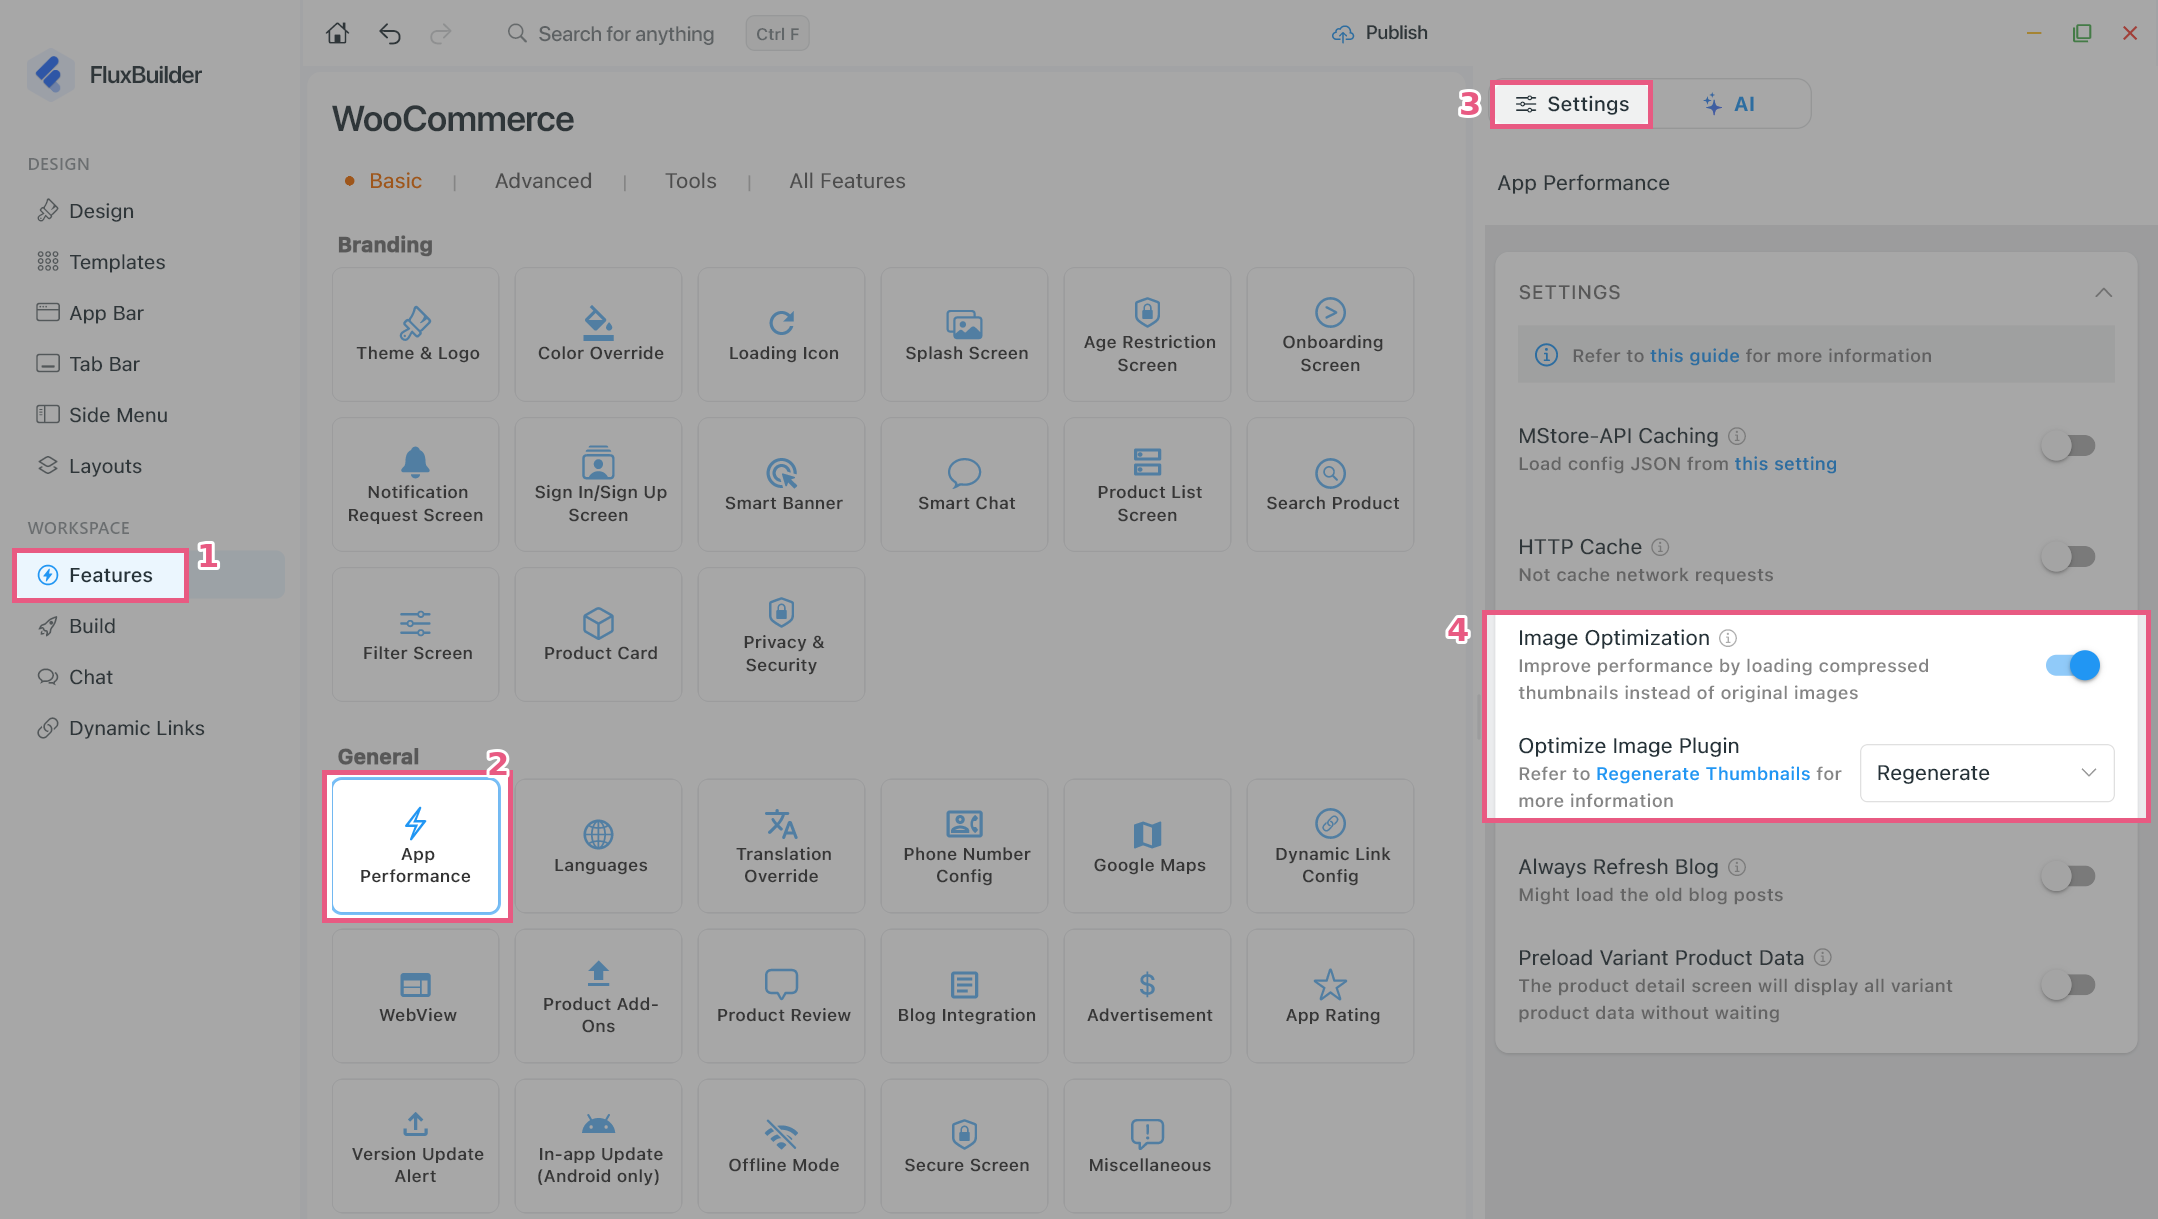 FluxBuilder
DESIGN
Design
Templates
App Bar
Tab Bar
Side Menu
Layouts
WORKSPACE
Features
1
Build
Chat
Dynamic Links
Search for anything
Ctrl F
Publish
WooCommerce
Basic | Advanced | Tools | All Features
Branding
Theme & Logo
Color Override
Loading Icon
Splash Screen
Age Restriction
Screen
Onboarding
Screen
Notification
Request Screen
Sign In/Sign Up
Screen
Smart Banner
Smart Chat
Product List
Screen
Search Product
Filter Screen
Product Card
Privacy &
Security
General
2
App
Performance
Languages
Translation
Override
Phone Number
Config
Google Maps
Dynamic Link
Config
WebView
Product Add-
Ons
Product Review
Blog Integration
Advertisement
App Rating
Version Update
Alert
In-app Update
(Android only)
Offline Mode
Secure Screen
Miscellaneous
3
Settings
AI
App Performance
SETTINGS
Refer to this guide for more information
MStore-API Caching
Load config JSON from this setting
HTTP Cache
Not cache network requests
4
Image Optimization
Improve performance by loading compressed
thumbnails instead of original images
Optimize Image Plugin
Refer to Regenerate Thumbnails for
more information
Regenerate
Always Refresh Blog
Might load the old blog posts
Preload Variant Product Data
The product detail screen will display all variant
product data without waiting